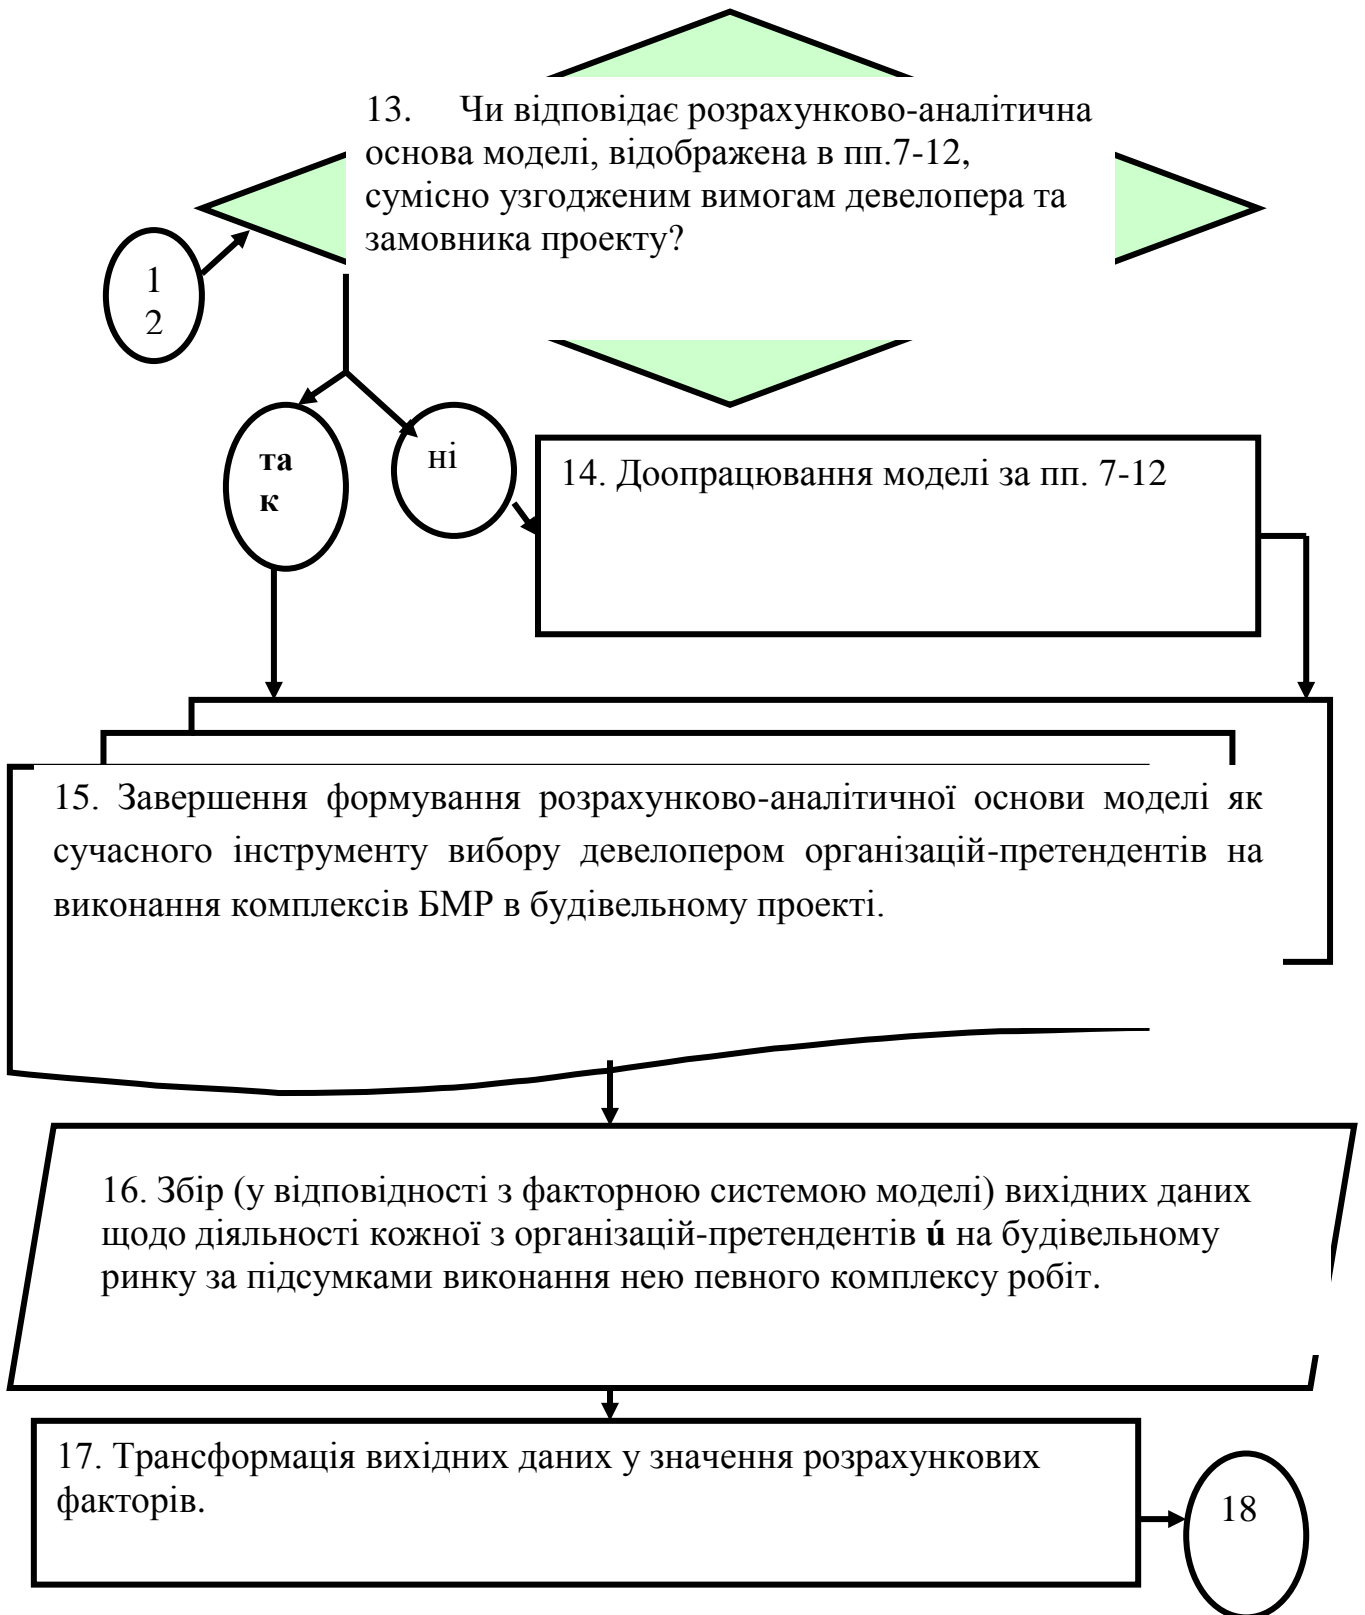 13. Чи відповідає розрахунково-аналітична
основа моделі, відображена в пп.7-12,
сумісно узгодженим вимогам девелопера та
замовника проекту?
1
2
та
к
ні
14. Доопрацювання моделі за пп. 7-12
15. Завершення формування розрахунково-аналітичної основи моделі як
сучасного інструменту вибору девелопером організацій-претендентів на
виконання комплексів БМР в будівельному проекті.
16. Збір (у відповідності з факторною системою моделі) вихідних даних
щодо діяльності кожної з організацій-претендентів ú на будівельному
ринку за підсумками виконання нею певного комплексу робіт.
17. Трансформація вихідних даних у значення розрахункових
факторів.
18